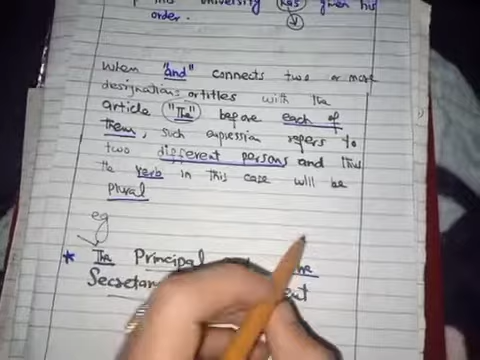 this university has given his
order.
When "and" connects two or more
designations or titles with the
article "The" before each of
them, such expression refers to
two different persons and thus
the verb in this case will be
Plural
eg
* The Principal